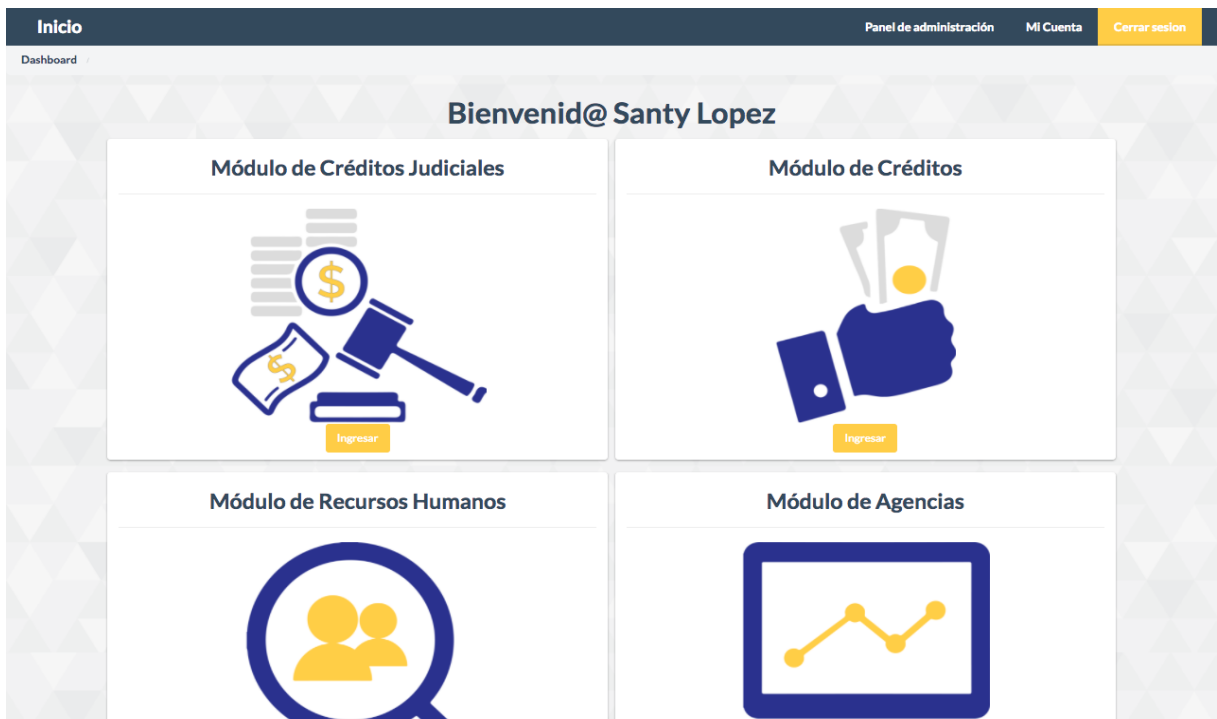 Inicio
Panel de administración
Mi Cuenta
Cerrar sesion
Dashboard /
Bienvenid@ Santy Lopez
Módulo de Créditos Judiciales
Módulo de Créditos
$
$
Ingresar
Ingresar
Módulo de Recursos Humanos
Módulo de Agencias